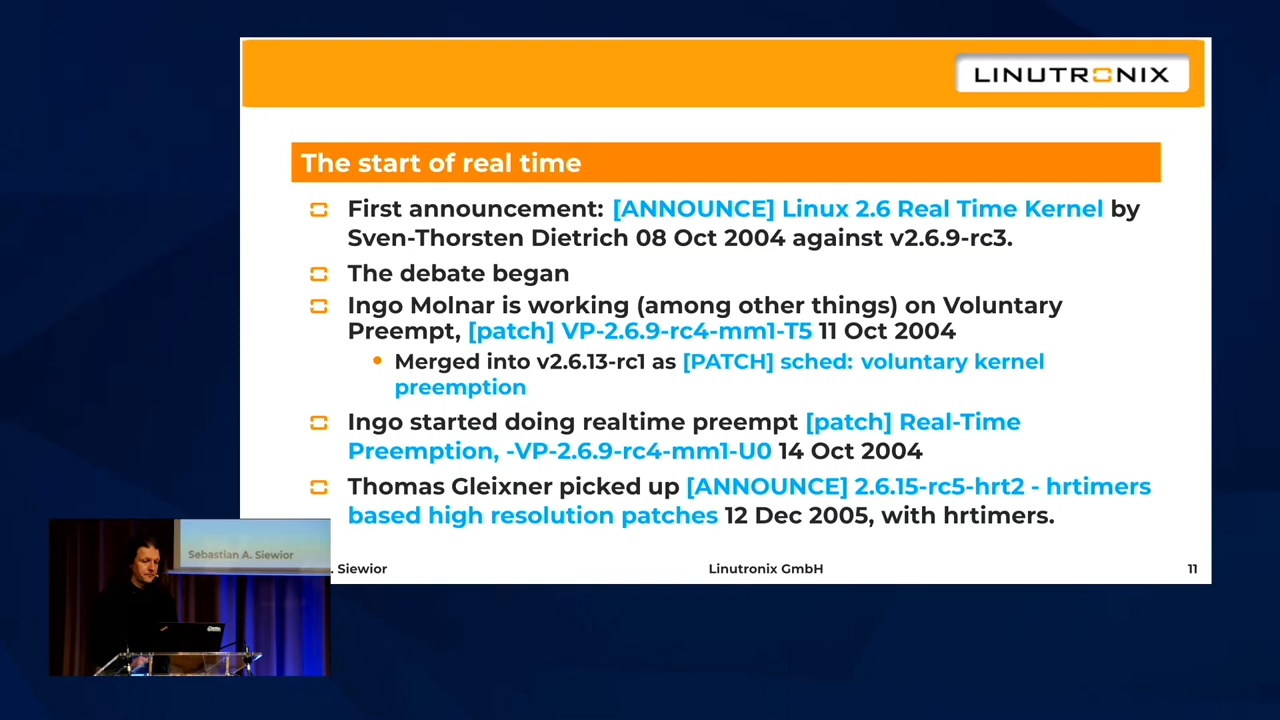 LINUTRONIX
The start of real time
First announcement: [ANNOUNCE] Linux 2.6 Real Time Kernel by
Sven-Thorsten Dietrich 08 Oct 2004 against v2.6.9-rc3.
The debate began
Ingo Molnar is working (among other things) on Voluntary
Preempt, [patch] VP-2.6.9-rc4-mm1-T5 11 Oct 2004
Merged into v2.6.13-rc1 as [PATCH] sched: voluntary kernel
preemption
Ingo started doing realtime preempt [patch] Real-Time
Preemption, -VP-2.6.9-rc4-mm1-U0 14 Oct 2004
Thomas Gleixner picked up [ANNOUNCE] 2.6.15-rc5-hrt2 - hrtimers
based high resolution patches 12 Dec 2005, with hrtimers.
Sebastian A. Siewior
. Siewior
Linutronix GmbH
11